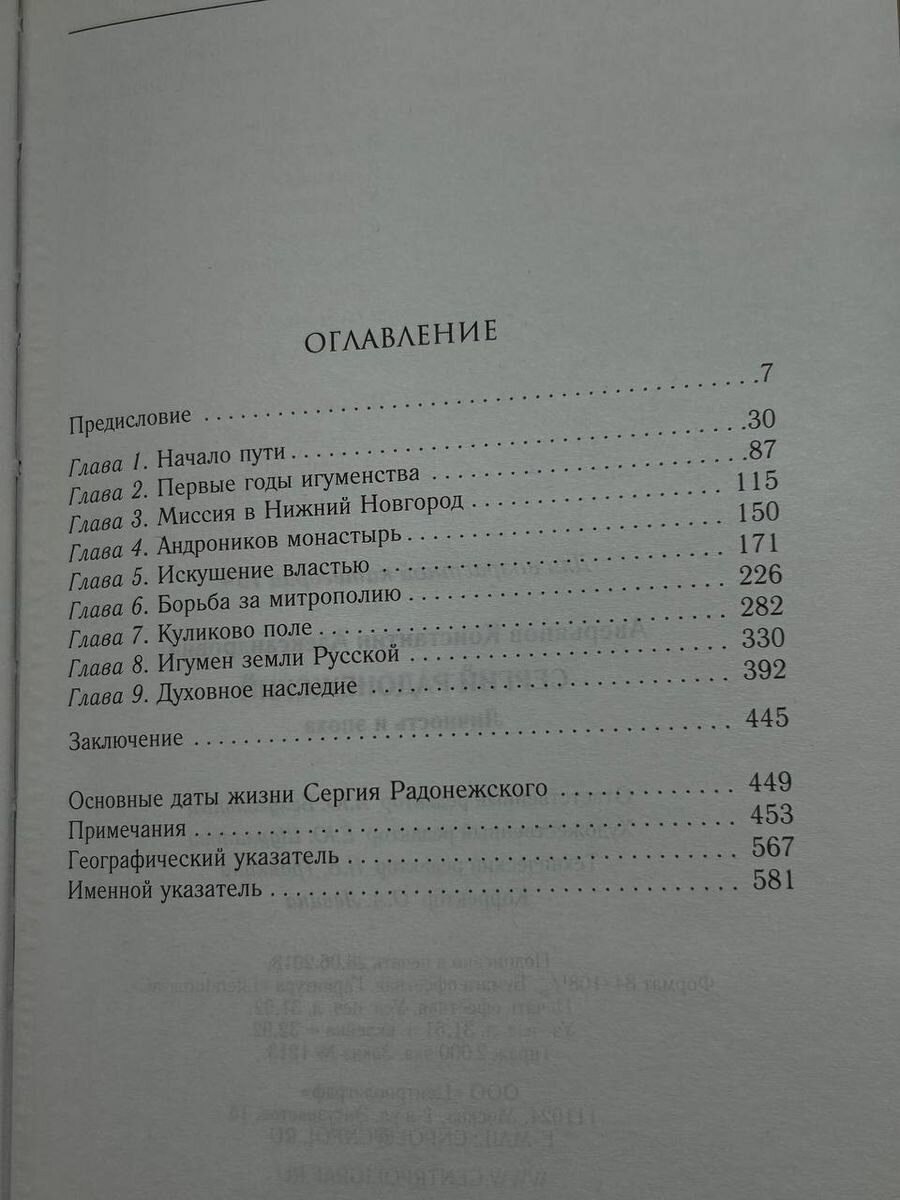 ОГЛАВЛЕНИЕ
Предисловие . . . . . . . . . . . . . . . . . . . . . . . . . . . . . . . . . . . . . . 7
Глава 1. Начало пути . . . . . . . . . . . . . . . . . . . . . . . . . . . . . . 30
Глава 2. Первые годы игуменства . . . . . . . . . . . . . . . . . . . . . 87
Глава 3. Миссия в Нижний Новгород . . . . . . . . . . . . . . . . . . 115
Глава 4. Андроников монастырь . . . . . . . . . . . . . . . . . . . . . . 150
Глава 5. Искушение властью . . . . . . . . . . . . . . . . . . . . . . . . 171
Глава 6. Борьба за митрополию . . . . . . . . . . . . . . . . . . . . . . 226
Глава 7. Куликово поле . . . . . . . . . . . . . . . . . . . . . . . . . . . . 282
Глава 8. Игумен земли Русской . . . . . . . . . . . . . . . . . . . . . . 330
Глава 9. Духовное наследие . . . . . . . . . . . . . . . . . . . . . . . . . 392
Заключение . . . . . . . . . . . . . . . . . . . . . . . . . . . . . . . . . . . . 445
Основные даты жизни Сергия Радонежского . . . . . . . . . . . . 449
Примечания . . . . . . . . . . . . . . . . . . . . . . . . . . . . . . . . . . . . 453
Географический указатель . . . . . . . . . . . . . . . . . . . . . . . . . . 567
Именной указатель . . . . . . . . . . . . . . . . . . . . . . . . . . . . . . . 581